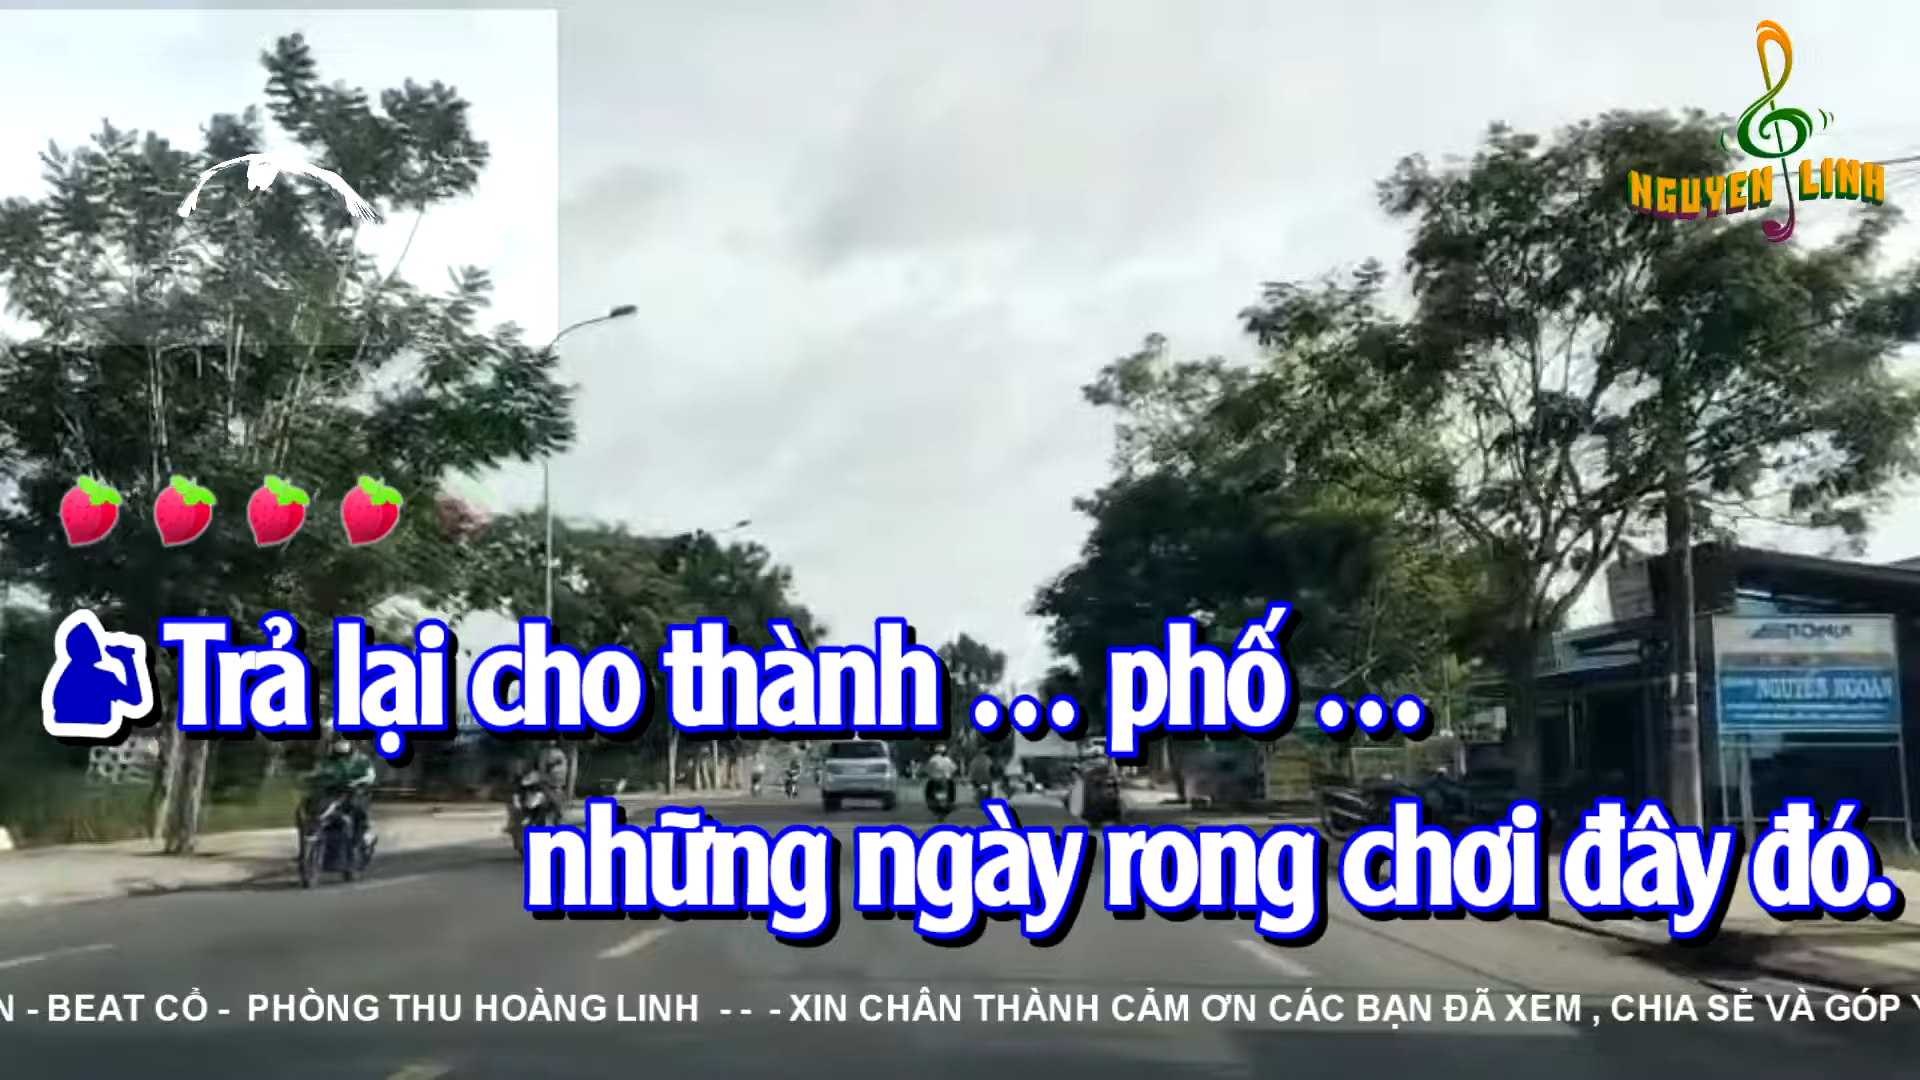 NGUYEN LINH
NGUYỄN NGOAN
Trả lại cho thành ... phố ...
những ngày rong chơi đây đó.
N - BEAT CỔ - PHÒNG THU HOÀNG LINH - - - XIN CHÂN THÀNH CẢM ƠN CÁC BẠN ĐÃ XEM , CHIA SẺ VÀ GÓP Ý